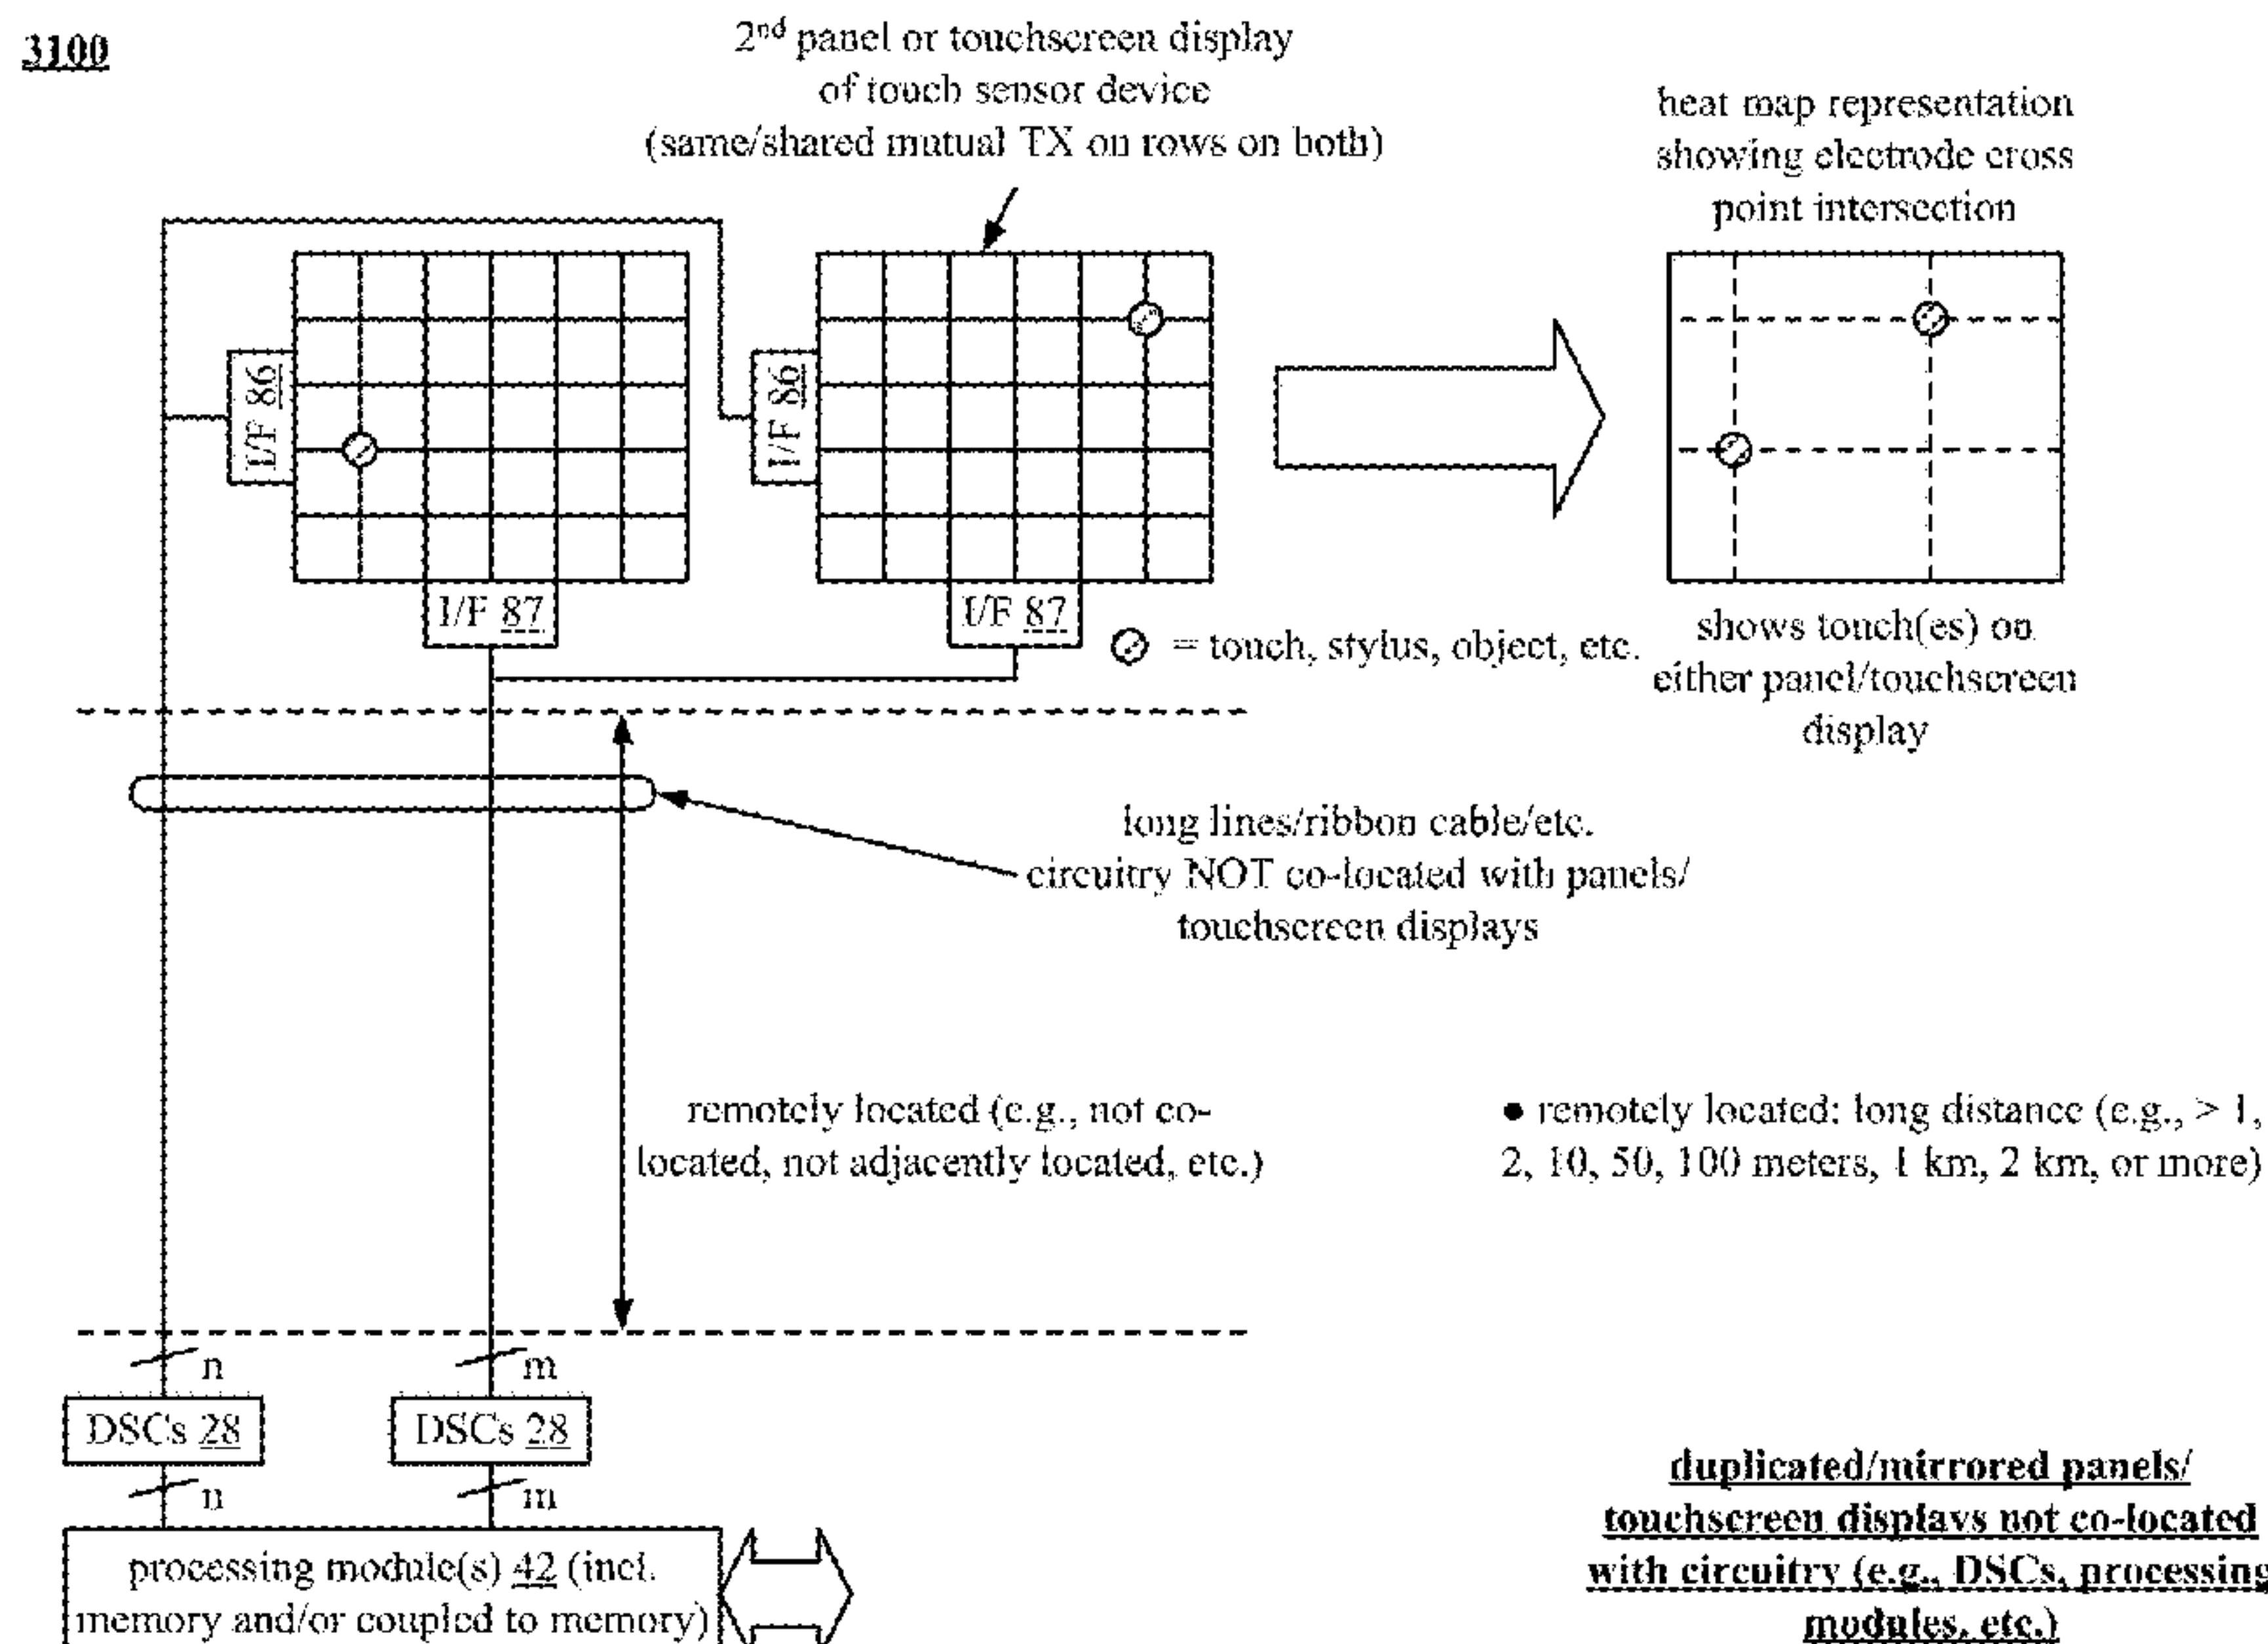 3100
2nd panel or touchscreen display
of touch sensor device
(same/shared mutual TX on rows on both)
heat map representation
showing electrode cross
point intersection
I/F 86
I/F 86
I/F 87
I/F 87
= touch, stylus, object, etc.
shows touch(es) on
either panel/touchscreen
display
long lines/ribbon cable/etc.
circuitry NOT co-located with panels/
touchscreen displays
remotely located (e.g., not co-
located, not adjacently located, etc.)
● remotely located: long distance (e.g., > 1,
2, 10, 50, 100 meters, 1 km, 2 km, or more)
n
m
DSCs 28
DSCs 28
n
m
processing module(s) 42 (incl.
memory and/or coupled to memory)
duplicated/mirrored panels/
touchscreen displays not co-located
with circuitry (e.g., DSCs, processing
modules, etc.)